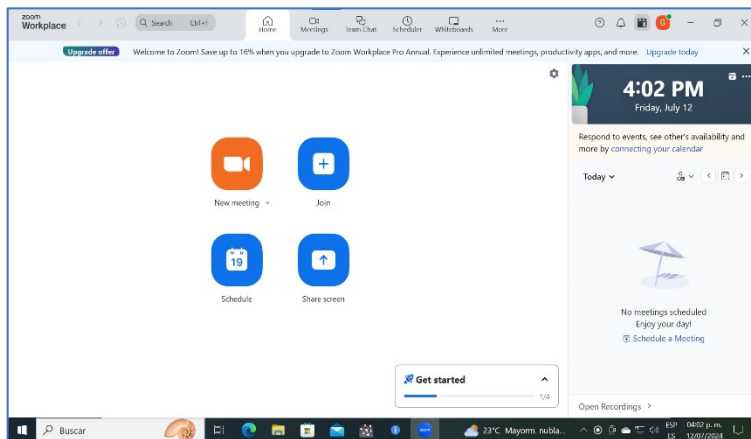 zoom
Workplace
Search Ctrl+F
Home
Meetings
Team Chat
Scheduler
Whiteboards
More
G
Upgrade offer Welcome to Zoom! Save up to 16% when you upgrade to Zoom Workplace Pro Annual. Experience unlimited meetings, productivity apps, and more. Upgrade today
4:02 PM
Friday, July 12
Respond to events, see other's availability and
more by connecting your calendar
Today
New meeting
Join
19
Schedule
Share screen
No meetings scheduled
Enjoy your day!
Schedule a Meeting
Get started
1/4
Open Recordings
Buscar
zoom
23°C Mayorm. nubla...
ESP
LS
04:02 p. m.
12/07/2024